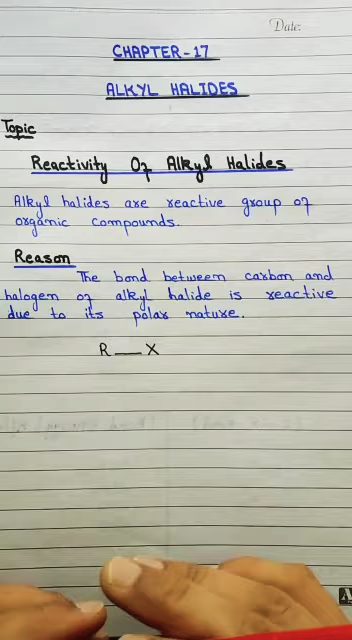 Date:
CHAPTER-17
ALKYL HALIDES
Topic
Reactivity Of Alkyl Halides
Alkyl halides are reactive group of
organic compounds.
Reason
The bond between carbon and
halogen of alkyl halide is reactive
due to its polar nature.
R — X